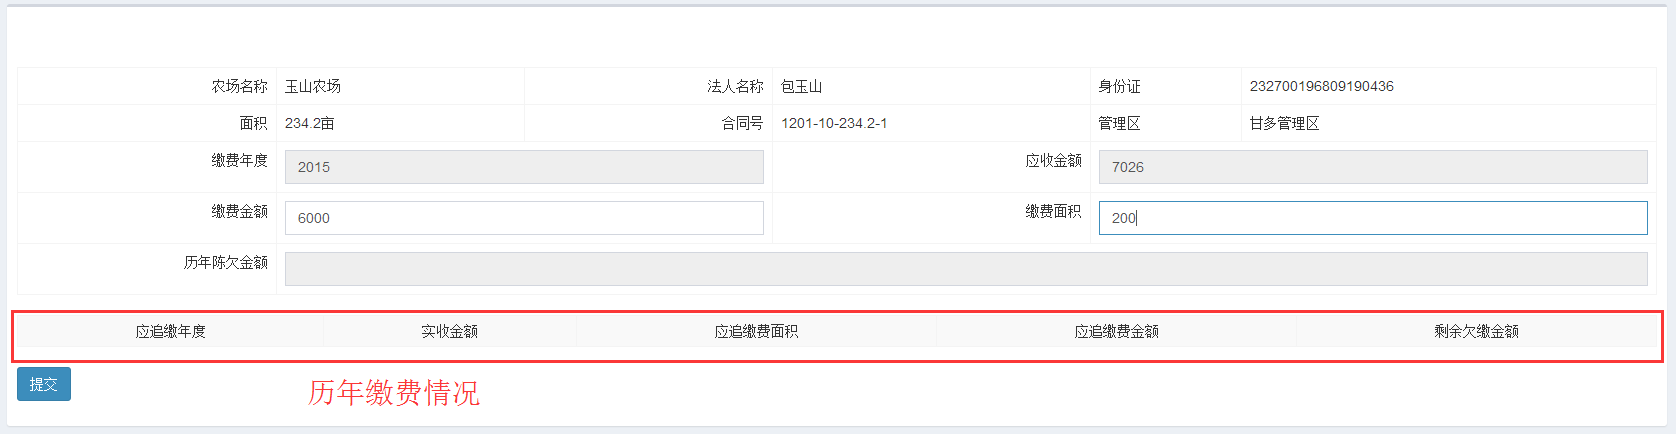 农场名称 玉山农场 法人名称 包玉山 身份证 232700196809190436
面积 234.2亩 合同号 1201-10-234.2-1 管理区 甘多管理区
缴费年度 2015 应收金额 7026
缴费金额 6000 缴费面积 200
历年陈欠金额
应追缴年度 实收金额 应追缴费面积 应追缴费金额 剩余欠缴金额
提交
历年缴费情况